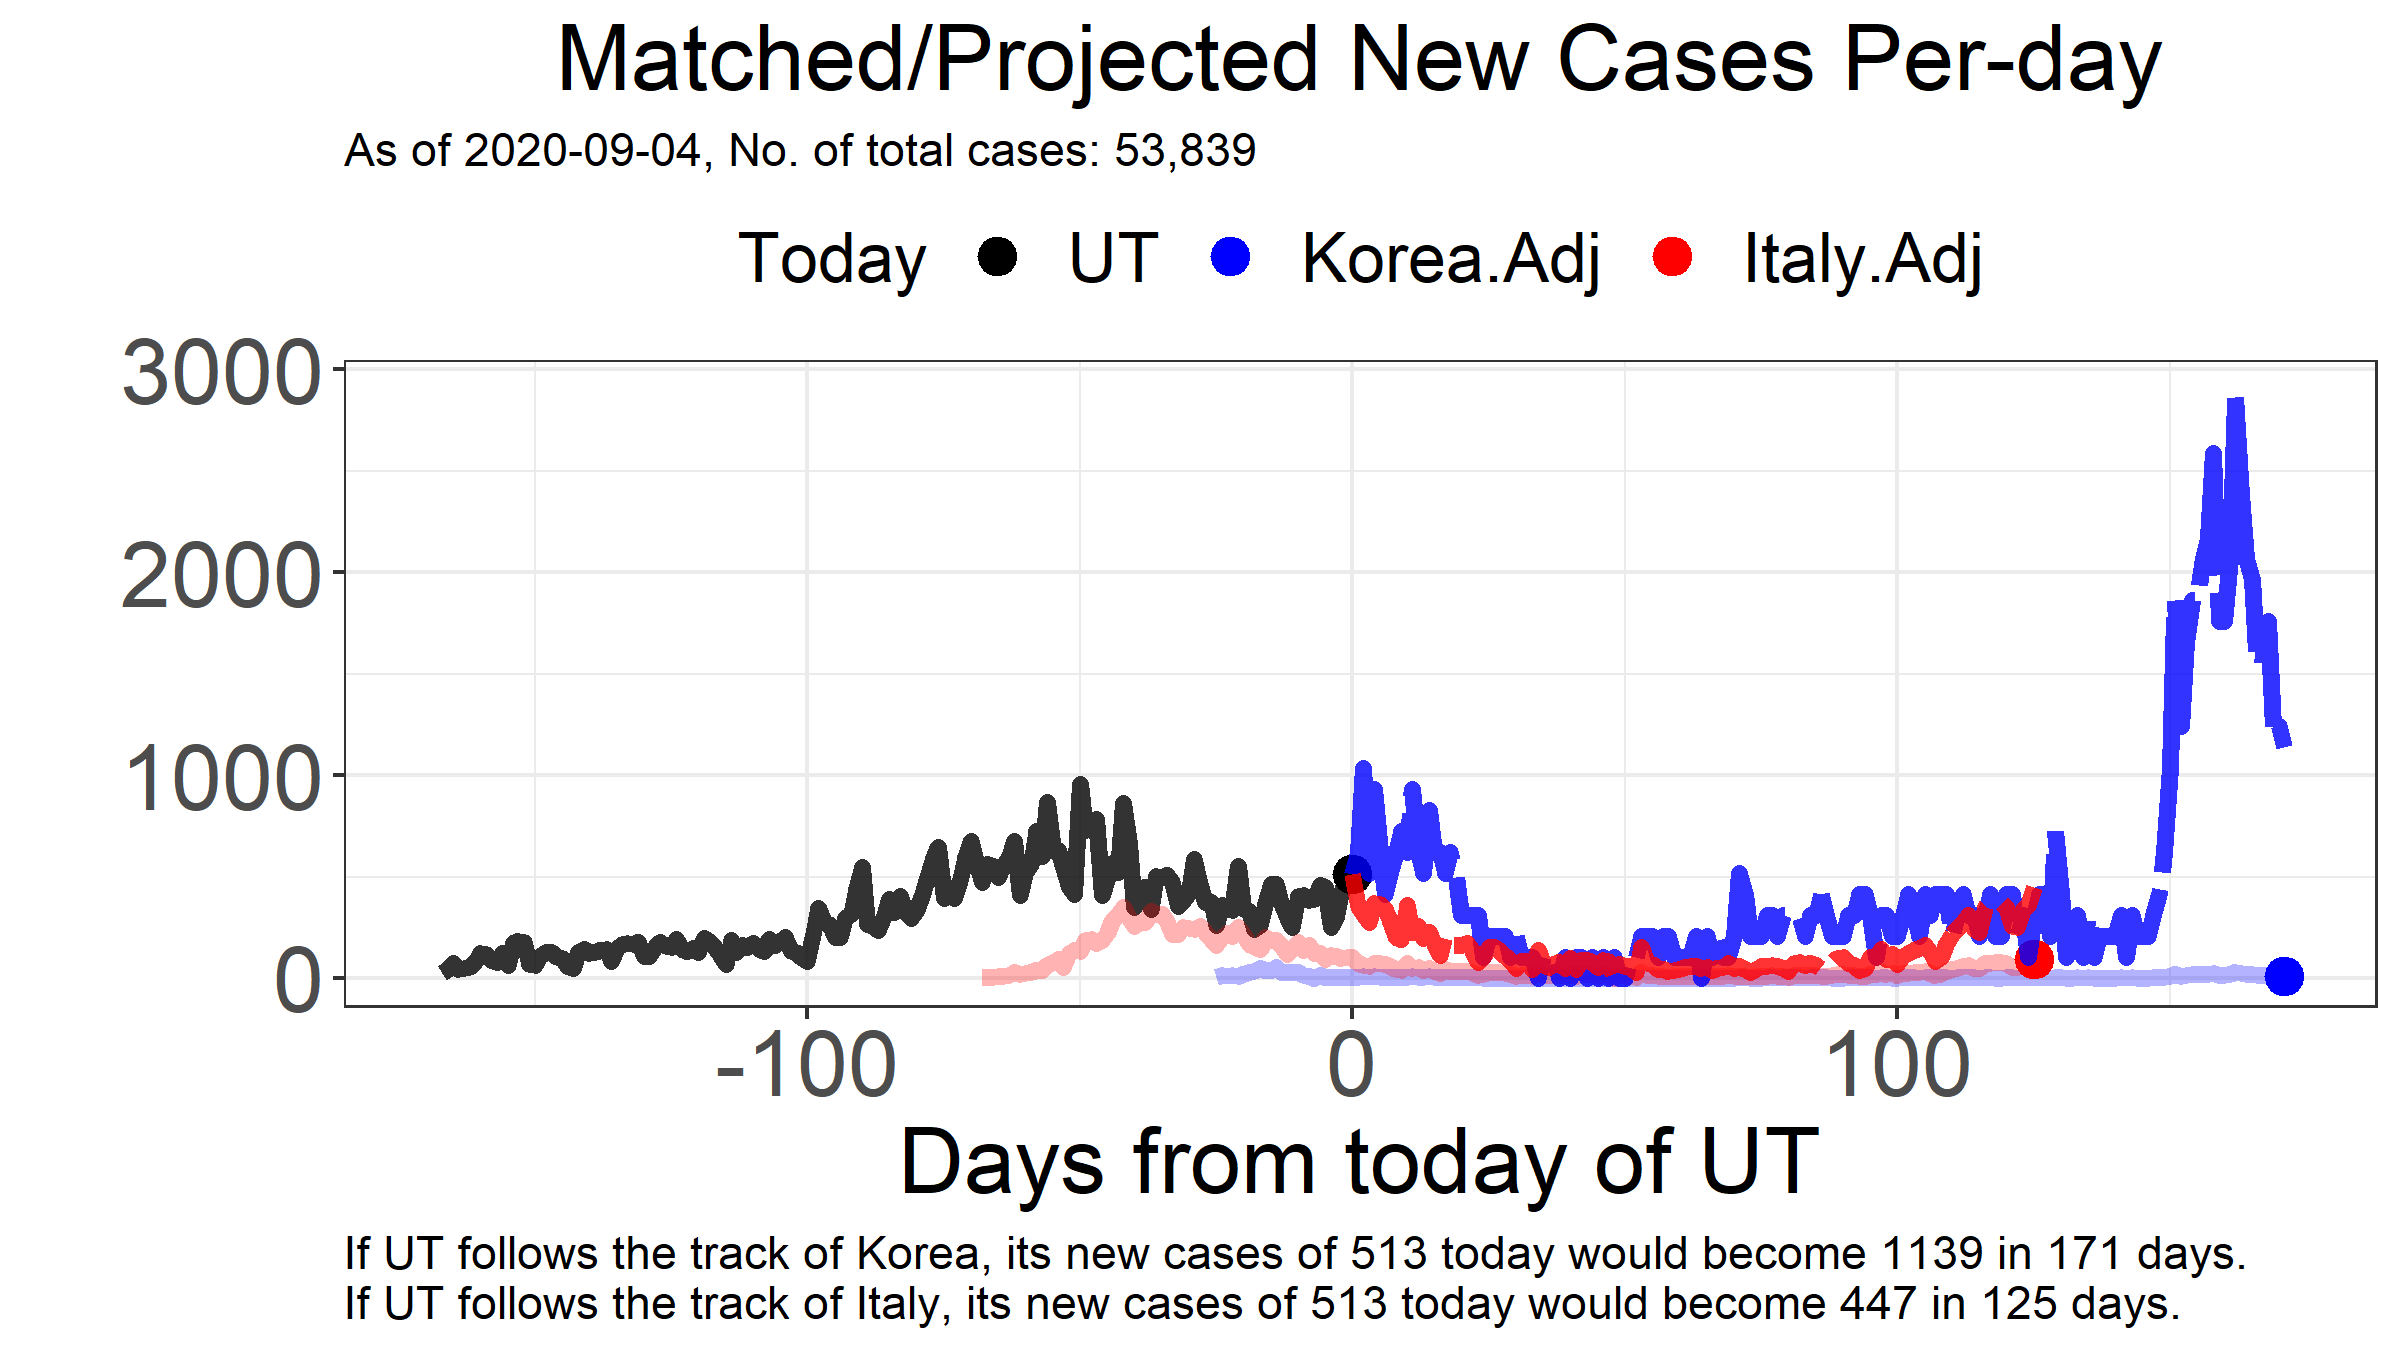 Matched/Projected New Cases Per-day
As of 2020-09-04, No. of total cases: 53,839
Today UT Korea.Adj Italy.Adj
3000
2000
1000
0
-100 0 100
Days from today of UT
If UT follows the track of Korea, its new cases of 513 today would become 1139 in 171 days.
If UT follows the track of Italy, its new cases of 513 today would become 447 in 125 days.